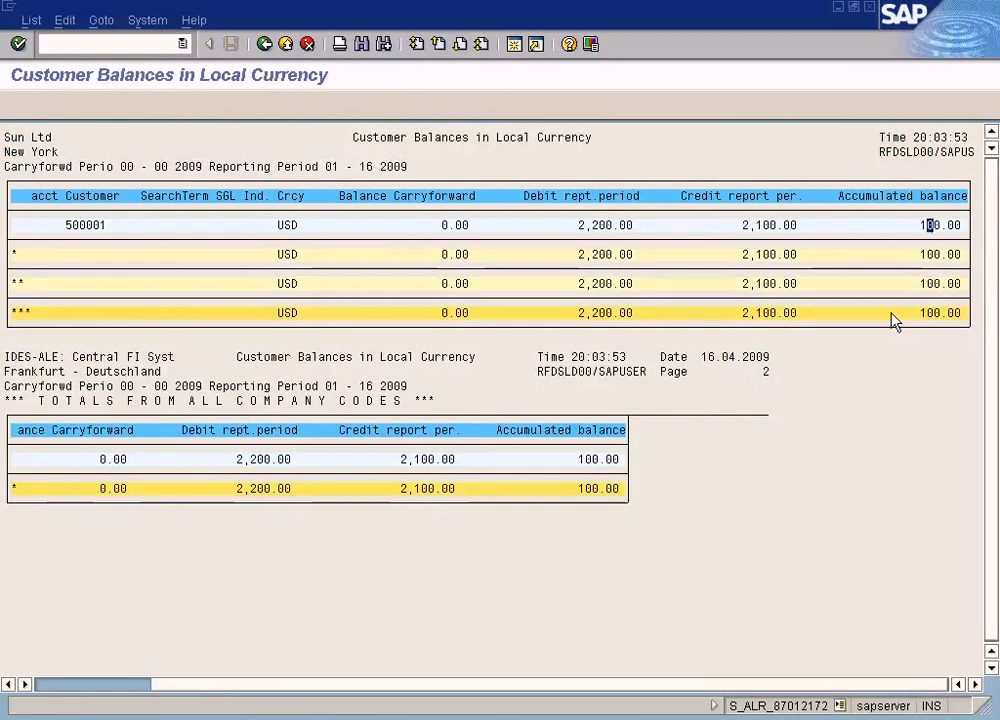 List Edit Goto System Help
SAP
Customer Balances in Local Currency
Sun Ltd Customer Balances in Local Currency Time 20:03:53
New York RFDSLD00/SAPUS
Carryforwd Perio 00 - 00 2009 Reporting Period 01 - 16 2009
acct Customer SearchTerm SGL Ind. Crcy Balance Carryforward Debit rept.period Credit report per. Accumulated balance
500001 USD 0.00 2,200.00 2,100.00 100.00
* USD 0.00 2,200.00 2,100.00 100.00
** USD 0.00 2,200.00 2,100.00 100.00
*** USD 0.00 2,200.00 2,100.00 100.00
IDES-ALE: Central FI Syst Customer Balances in Local Currency Time 20:03:53 Date 16.04.2009
Frankfurt - Deutschland RFDSLD00/SAPUSER Page 2
Carryforwd Perio 00 - 00 2009 Reporting Period 01 - 16 2009
*** T O T A L S F R O M A L L C O M P A N Y C O D E S ***
ance Carryforward Debit rept.period Credit report per. Accumulated balance
0.00 2,200.00 2,100.00 100.00
* 0.00 2,200.00 2,100.00 100.00
S_ALR_87012172 sapserver INS